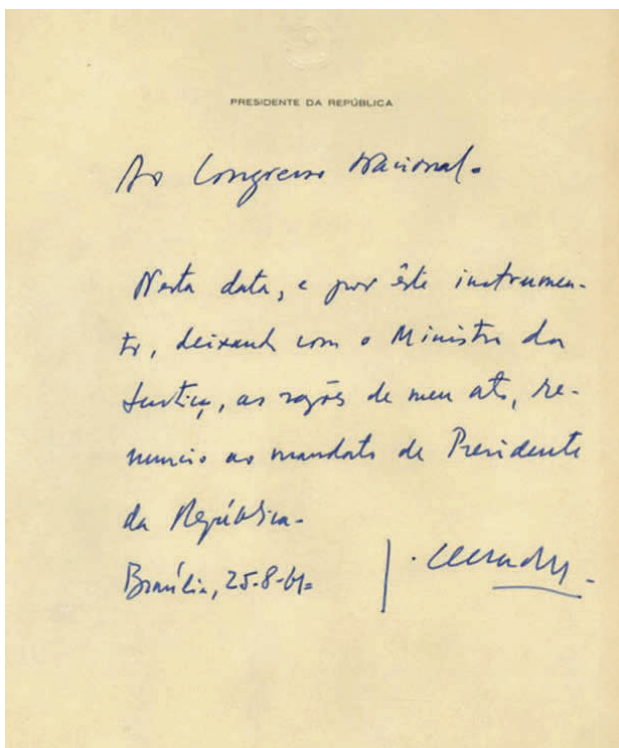 PRESIDENTE DA REPÚBLICA
Ao Congresso Nacional.
Nesta data, e por êste instrumen-
to, deixando com o Ministro da
Justiça, as razões de meu ato, re-
nuncio ao mandato de Presidente
da República.
Brasília, 25-8-61=
J. Quadros